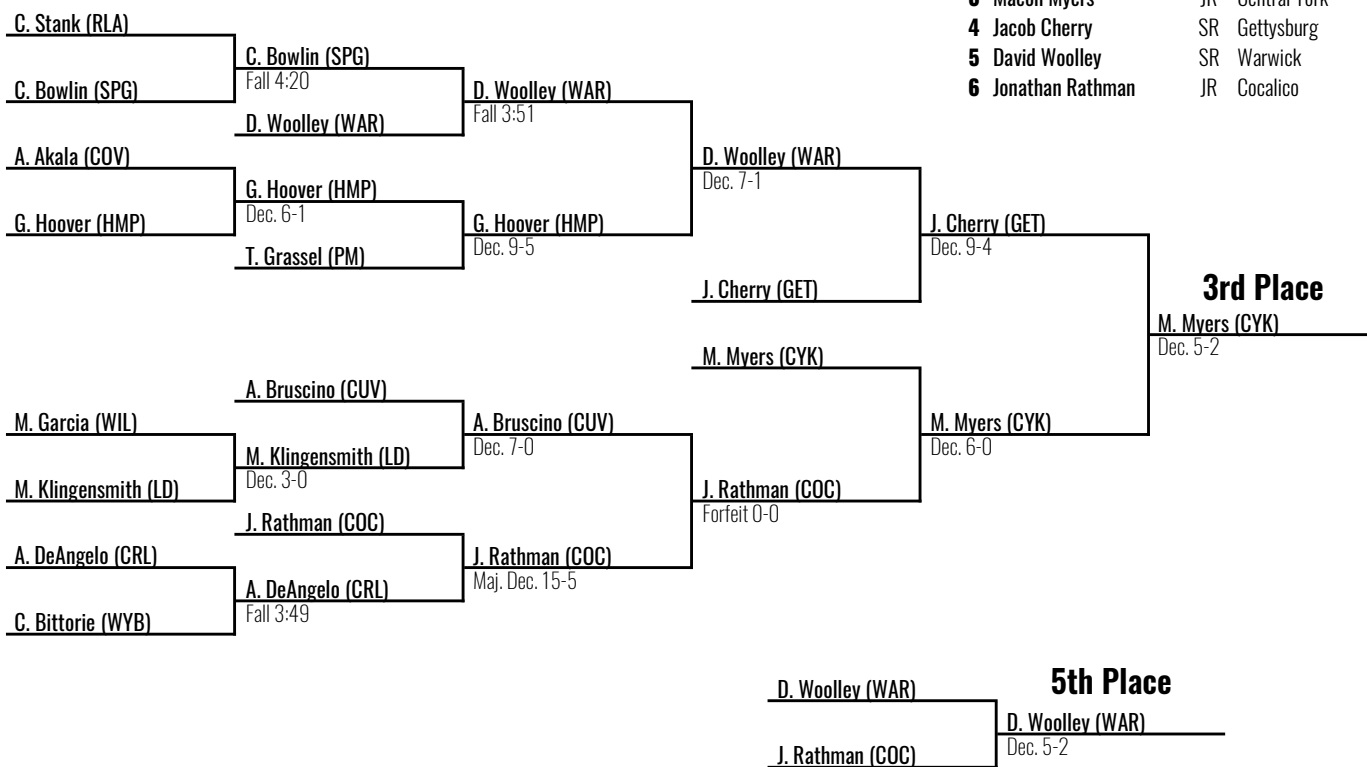 3 Macon Myers JR Central York
4 Jacob Cherry SR Gettysburg
5 David Woolley SR Warwick
6 Jonathan Rathman JR Cocalico
C. Stank (RLA)
C. Bowlin (SPG)
Fall 4:20
C. Bowlin (SPG)
D. Woolley (WAR)
Fall 3:51
D. Woolley (WAR)
A. Akala (COV)
D. Woolley (WAR)
Dec. 7-1
G. Hoover (HMP)
Dec. 6-1
G. Hoover (HMP)
G. Hoover (HMP)
Dec. 9-5
J. Cherry (GET)
Dec. 9-4
T. Grassel (PM)
J. Cherry (GET)
3rd Place
M. Myers (CYK)
Dec. 5-2
M. Myers (CYK)
A. Bruscino (CUV)
M. Garcia (WIL)
A. Bruscino (CUV)
Dec. 7-0
M. Myers (CYK)
Dec. 6-0
M. Klingensmith (LD)
Dec. 3-0
M. Klingensmith (LD)
J. Rathman (COC)
Forfeit 0-0
J. Rathman (COC)
A. DeAngelo (CRL)
J. Rathman (COC)
Maj. Dec. 15-5
A. DeAngelo (CRL)
Fall 3:49
C. Bittorie (WYB)
5th Place
D. Woolley (WAR)
D. Woolley (WAR)
Dec. 5-2
J. Rathman (COC)